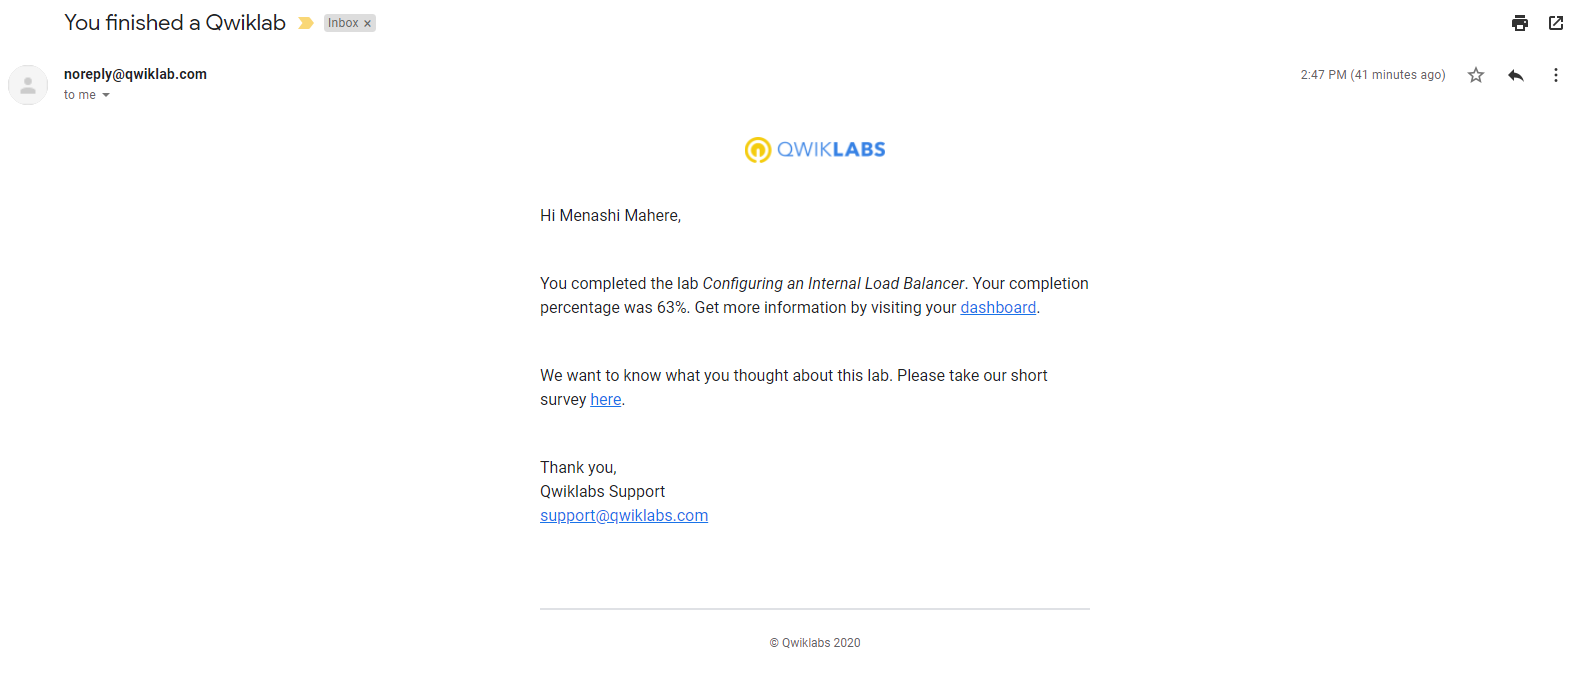 You finished a Qwiklab Inbox x
noreply@qwiklab.com 2:47 PM (41 minutes ago)
to me
QWIKLABS
Hi Menashi Mahere,
You completed the lab Configuring an Internal Load Balancer. Your completion
percentage was 63%. Get more information by visiting your dashboard.
We want to know what you thought about this lab. Please take our short
survey here.
Thank you,
Qwiklabs Support
support@qwiklabs.com
© Qwiklabs 2020